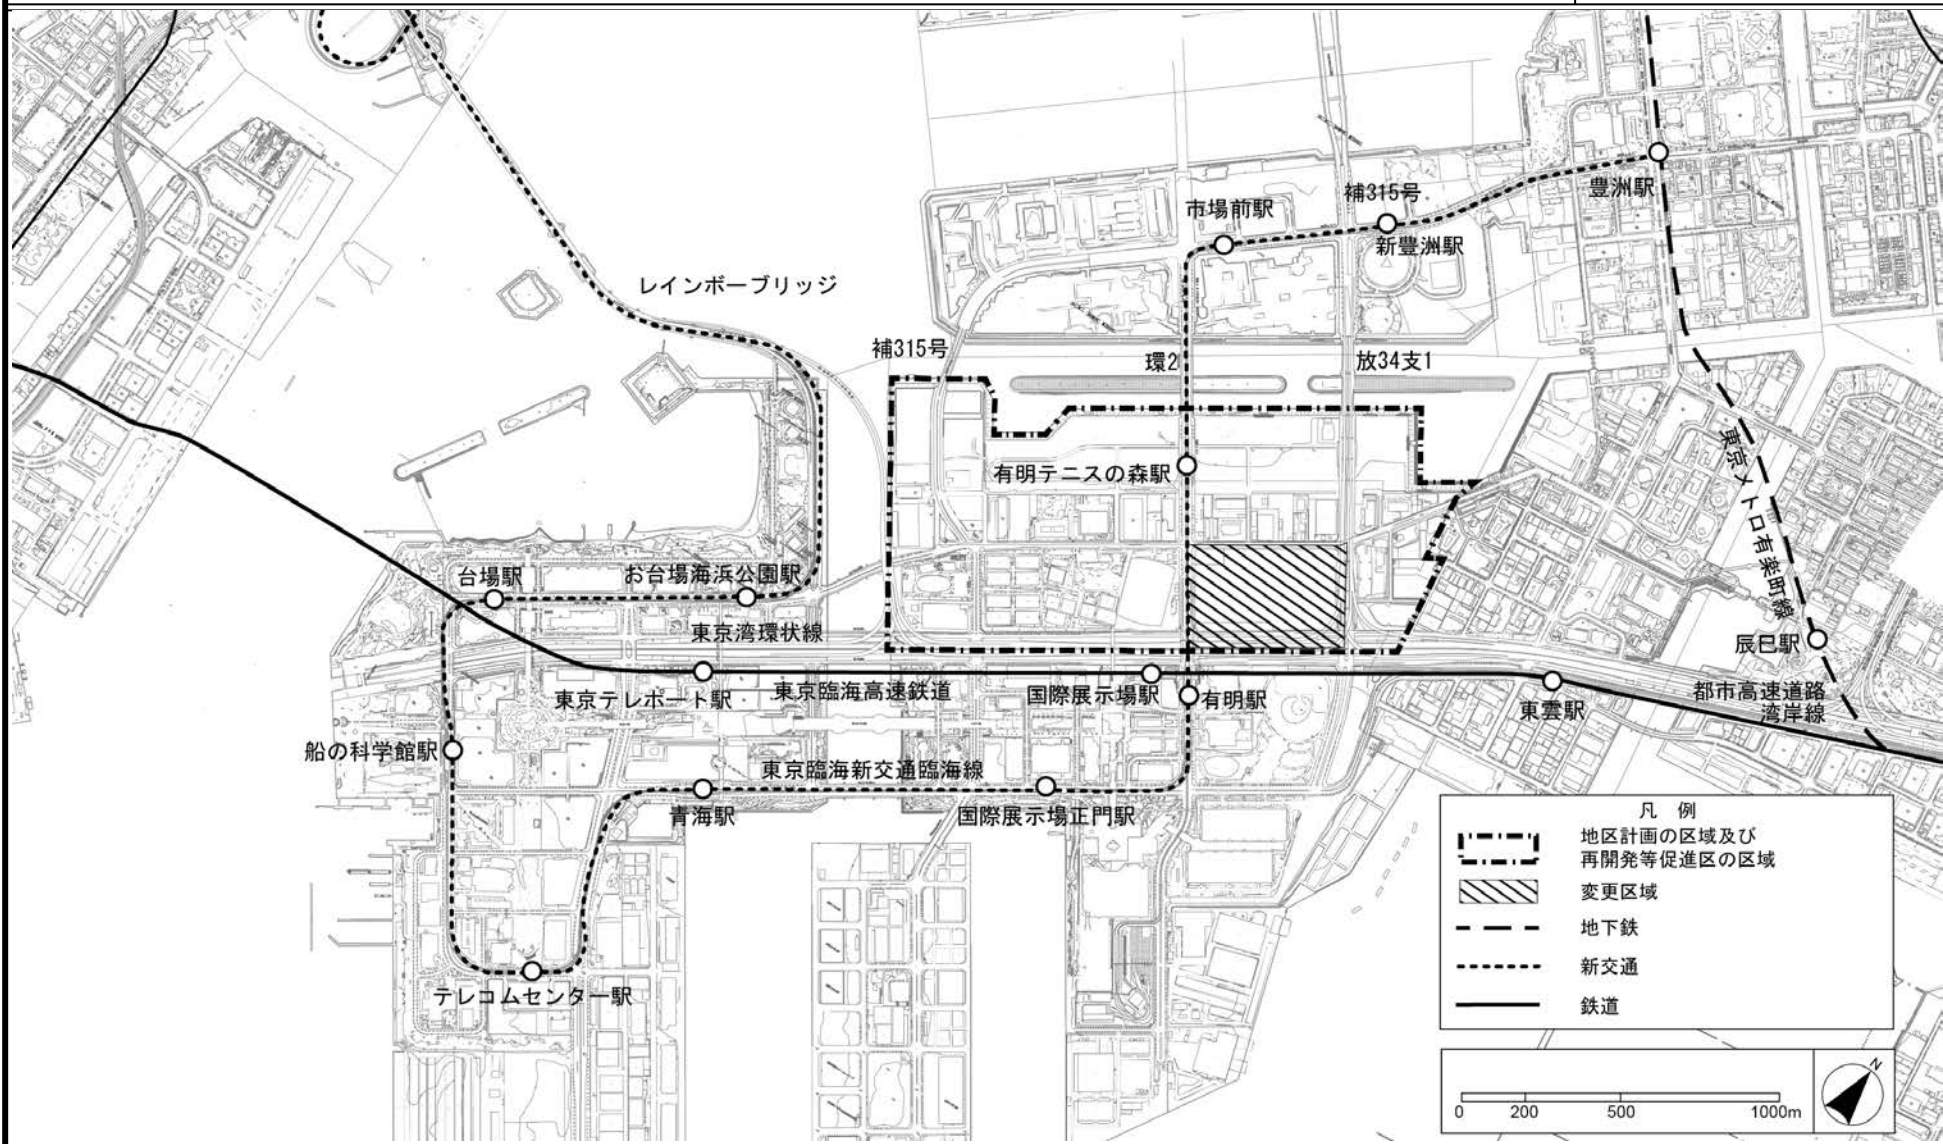 豊洲駅
補315号
市場前駅
新豊洲駅
レインボーブリッジ
補315号
環2
放34支1
東京メトロ有楽町線
有明テニスの森駅
台場駅
お台場海浜公園駅
東京湾環状線
辰巳駅
東京テレポート駅
東京臨海高速鉄道
国際展示場駅
有明駅
東雲駅
都市高速道路
湾岸線
船の科学館駅
東京臨海新交通臨海線
青海駅
国際展示場正門駅
テレコムセンター駅
凡 例
地区計画の区域及び
再開発等促進区の区域
変更区域
地下鉄
新交通
鉄道
N
0 200 500 1000m